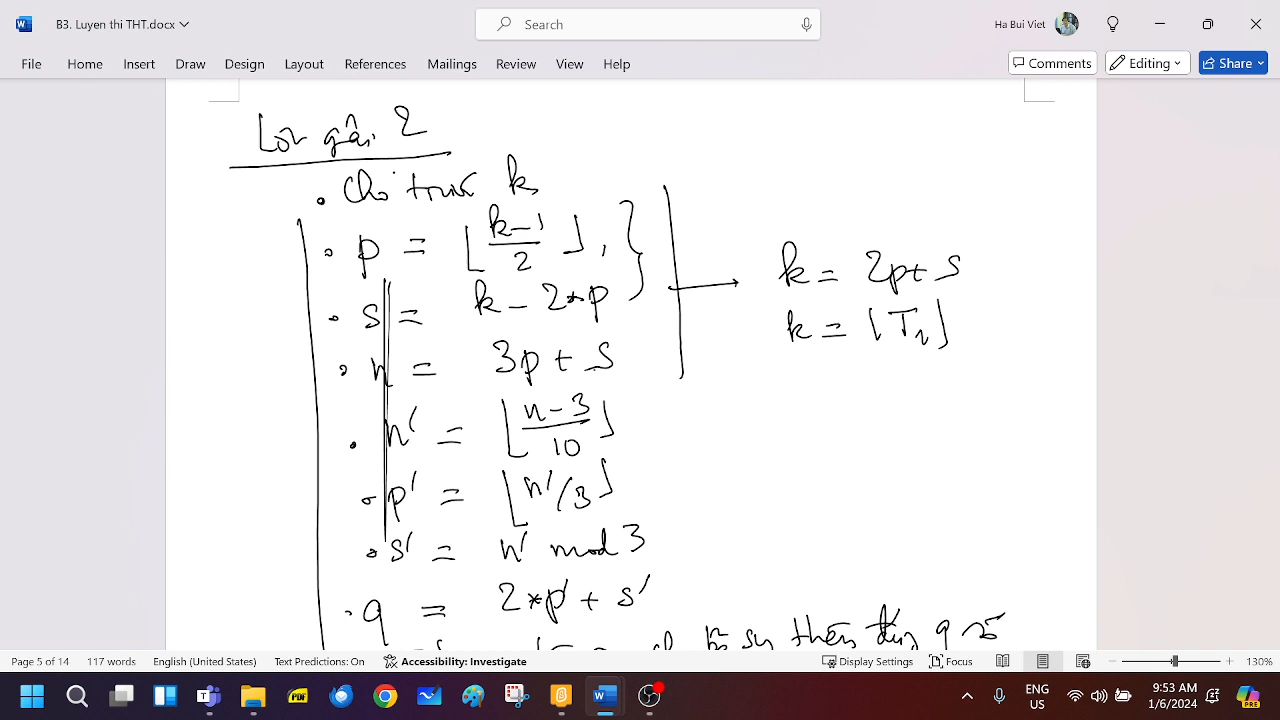 B3. Luyen thi THT.docx
Search
Ha Bui Viet
File Home Insert Draw Design Layout References Mailings Review View Help
Comments Editing Share
Lời giải 2
. Cho trước k,
. p = ⌊(k-1)/2⌋,
. s = k - 2*p
. n = 3p + s
. n' = ⌊(n-3)/10⌋
. p' = ⌊n'/3⌋
. s' = n' mod 3
. q = 2*p' + s'
k = 2p + s
k = |T₁|
q số
Page 5 of 14 117 words English (United States) Text Predictions: On Accessibility: Investigate Display Settings Focus 130%
ENG
US
9:53 AM
1/6/2024
PRE